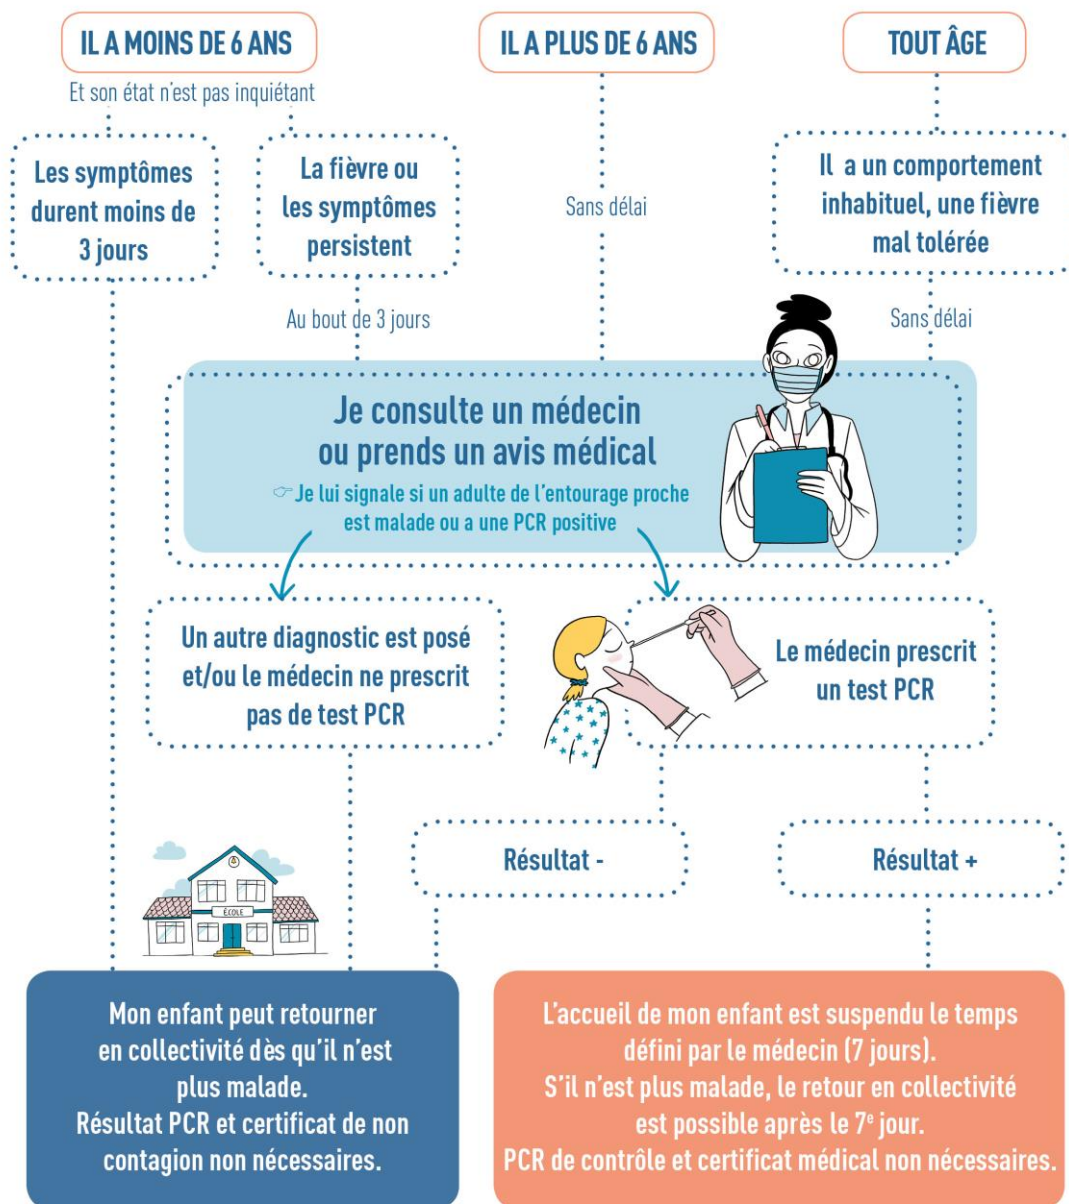 IL A MOINS DE 6 ANS
Et son état n'est pas inquiétant
Les symptômes
durent moins de
3 jours
La fièvre ou
les symptômes
persistent
Au bout de 3 jours
IL A PLUS DE 6 ANS
Sans délai
TOUT ÂGE
Il a un comportement
inhabituel, une fièvre
mal tolérée
Sans délai
Je consulte un médecin
ou prends un avis médical
☞ Je lui signale si un adulte de l'entourage proche
est malade ou a une PCR positive
Un autre diagnostic est posé
et/ou le médecin ne prescrit
pas de test PCR
Le médecin prescrit
un test PCR
Résultat -
Résultat +
ÉCOLE
Mon enfant peut retourner
en collectivité dès qu'il n'est
plus malade.
Résultat PCR et certificat de non
contagion non nécessaires.
L'accueil de mon enfant est suspendu le temps
défini par le médecin (7 jours).
S'il n'est plus malade, le retour en collectivité
est possible après le 7e jour.
PCR de contrôle et certificat médical non nécessaires.